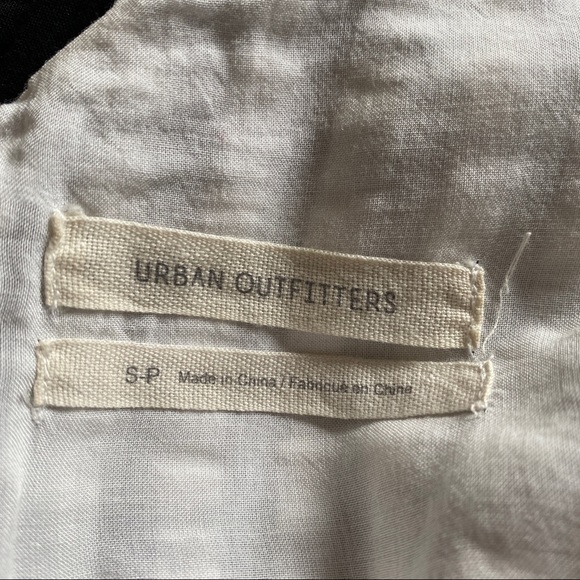 URBAN OUTFITTERS
S-P Made in China / Fabriqué en Chine